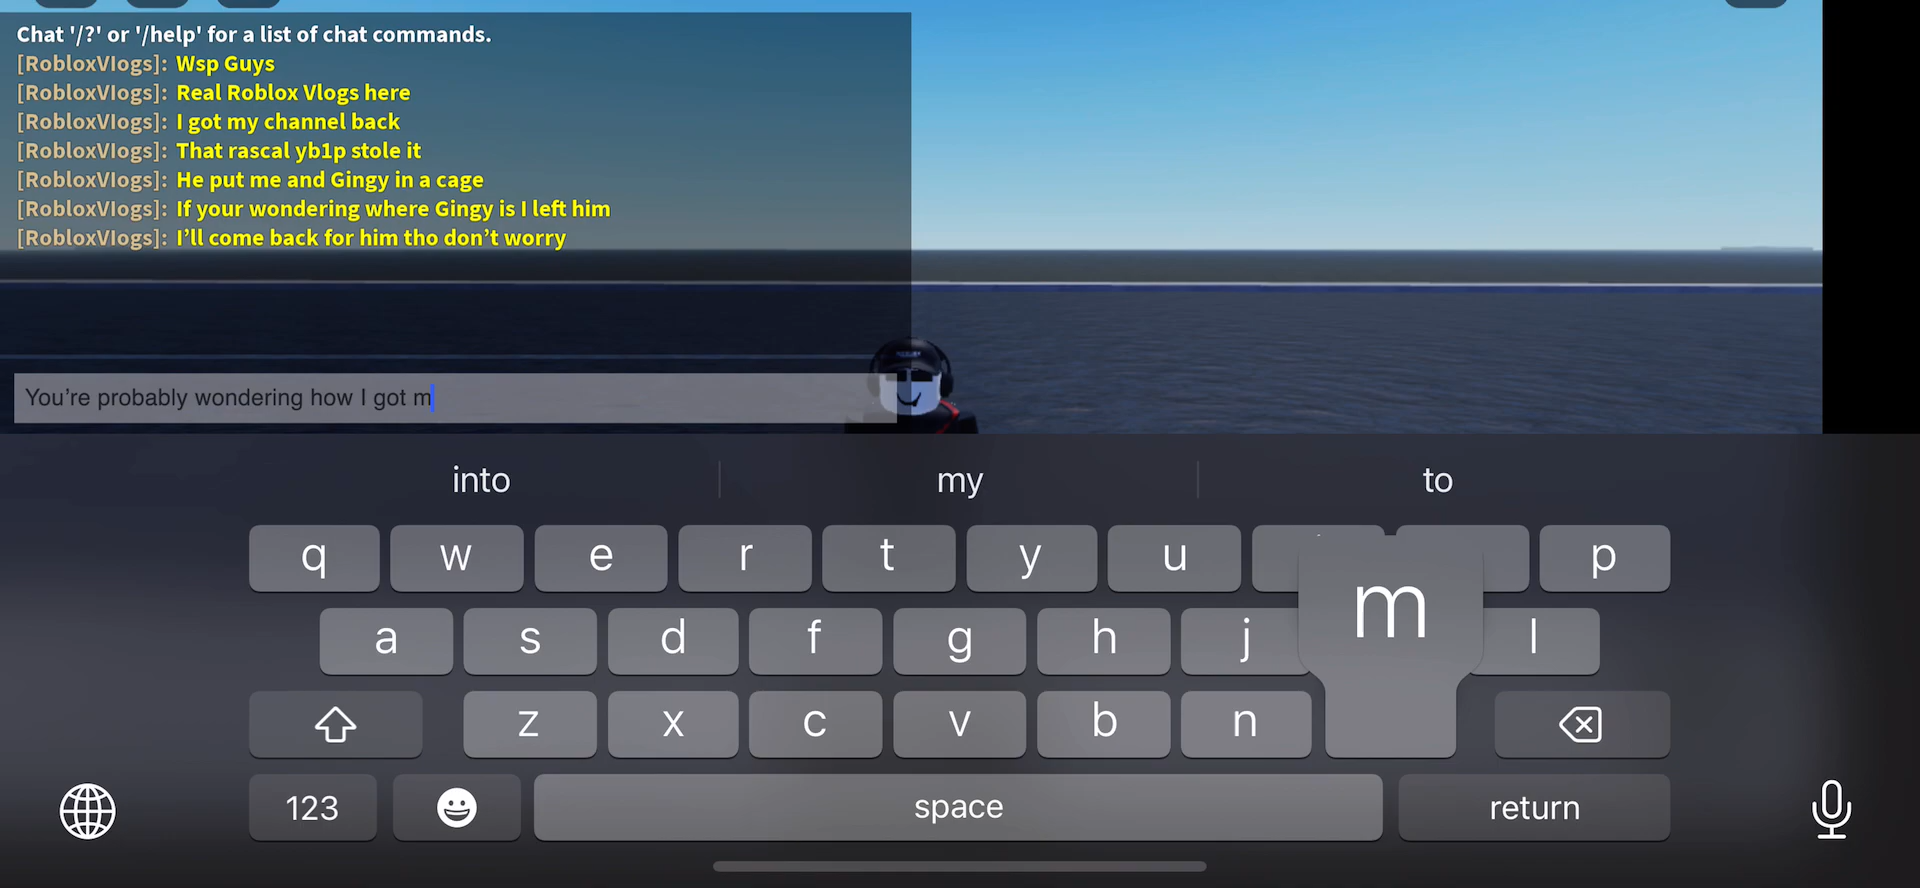 Chat '/?' or '/help' for a list of chat commands.
[RobloxVlogs]: Wsp Guys
[RobloxVlogs]: Real Roblox Vlogs here
[RobloxVlogs]: I got my channel back
[RobloxVlogs]: That rascal yb1p stole it
[RobloxVlogs]: He put me and Gingy in a cage
[RobloxVlogs]: If your wondering where Gingy is I left him
[RobloxVlogs]: I’ll come back for him tho don’t worry
You’re probably wondering how I got m
into my to
q w e r t y u p
a s d f g h j m l
z x c v b n
123 space return